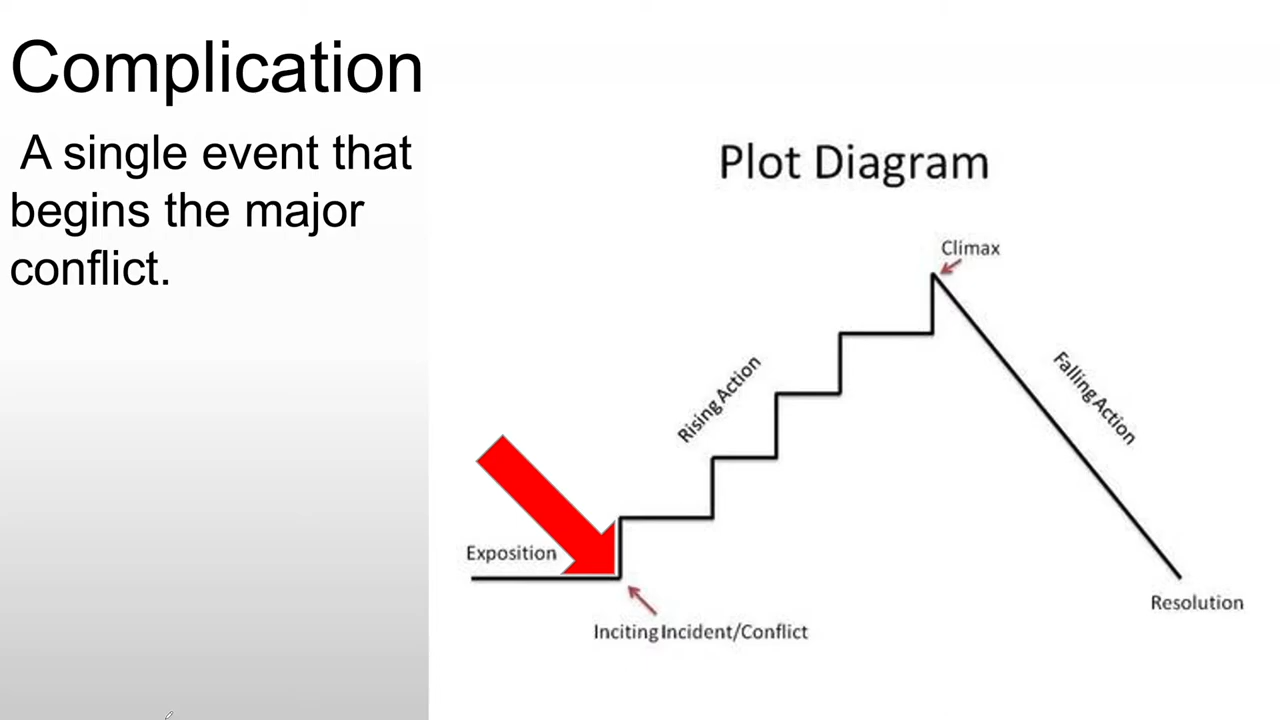 Complication
A single event that
begins the major
conflict.
Plot Diagram
Climax
Rising Action
Falling Action
Exposition
Resolution
Inciting Incident/Conflict